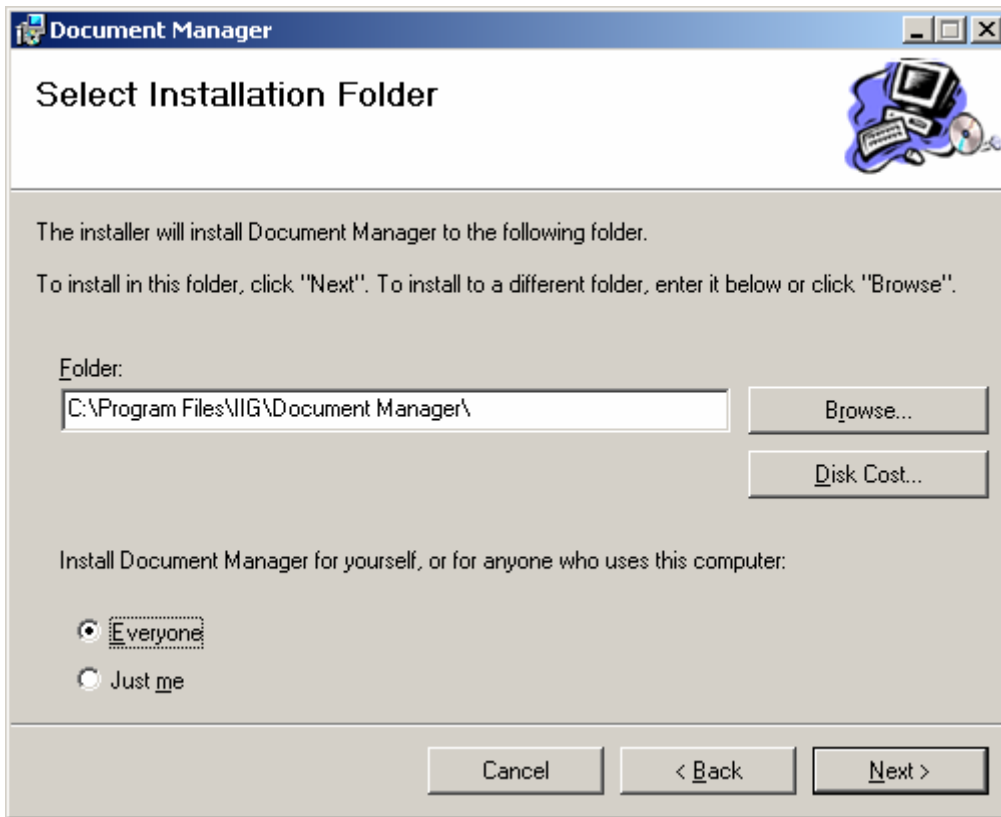 Document Manager
Select Installation Folder
The installer will install Document Manager to the following folder.
To install in this folder, click "Next". To install to a different folder, enter it below or click "Browse".
Folder:
C:\Program Files\IIG\Document Manager\
Browse...
Disk Cost...
Install Document Manager for yourself, or for anyone who uses this computer:
Everyone
Just me
Cancel
< Back
Next >